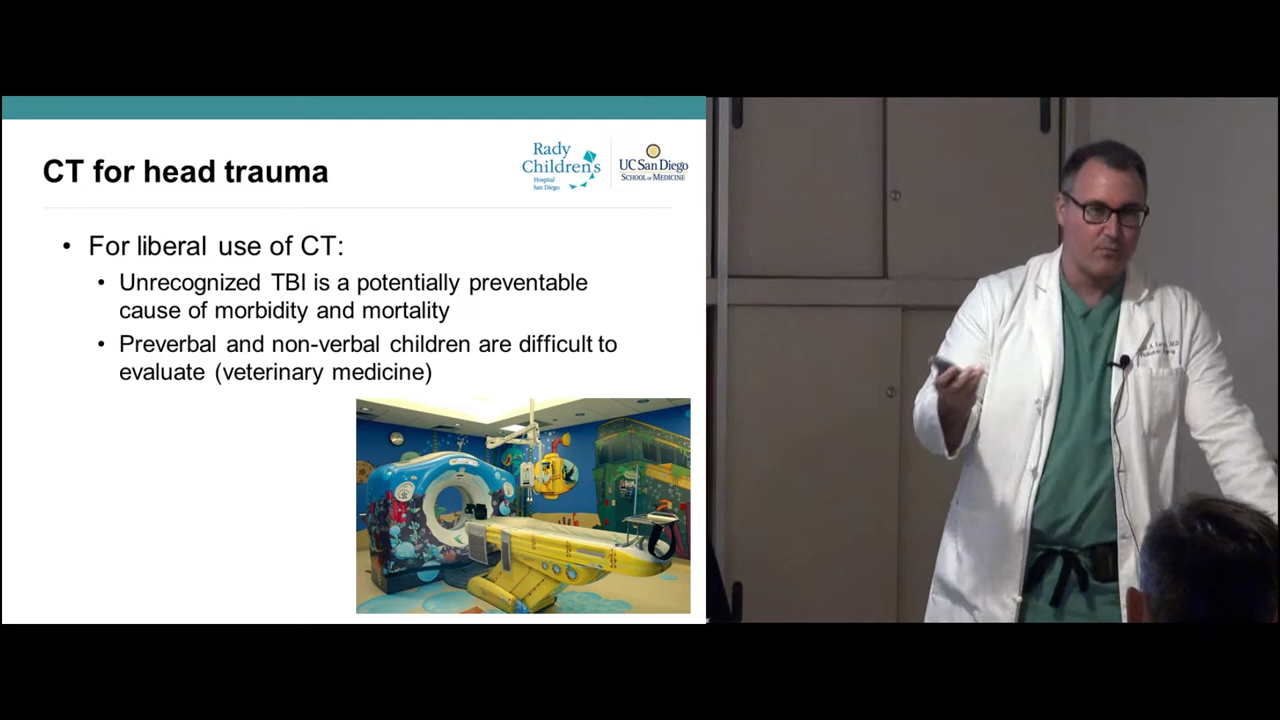 CT for head trauma
Rady
Children's
Hospital
San Diego
UC San Diego
SCHOOL OF MEDICINE
• For liberal use of CT:
• Unrecognized TBI is a potentially preventable
cause of morbidity and mortality
• Preverbal and non-verbal children are difficult to
evaluate (veterinary medicine)